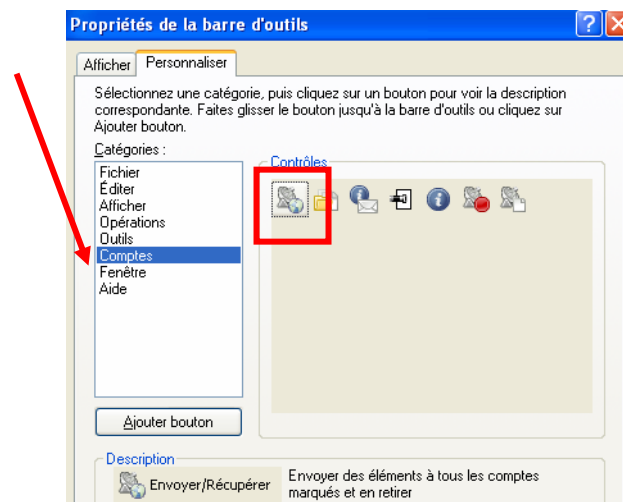 Propriétés de la barre d'outils
Afficher
Personnaliser
Sélectionnez une catégorie, puis cliquez sur un bouton pour voir la description
correspondante. Faites glisser le bouton jusqu'à la barre d'outils ou cliquez sur
Ajouter bouton.
Catégories :
Contrôles
Fichier
Éditer
Afficher
Opérations
Outils
Comptes
Fenêtre
Aide
Ajouter bouton
Description
Envoyer/Récupérer
Envoyer des éléments à tous les comptes
marqués et en retirer